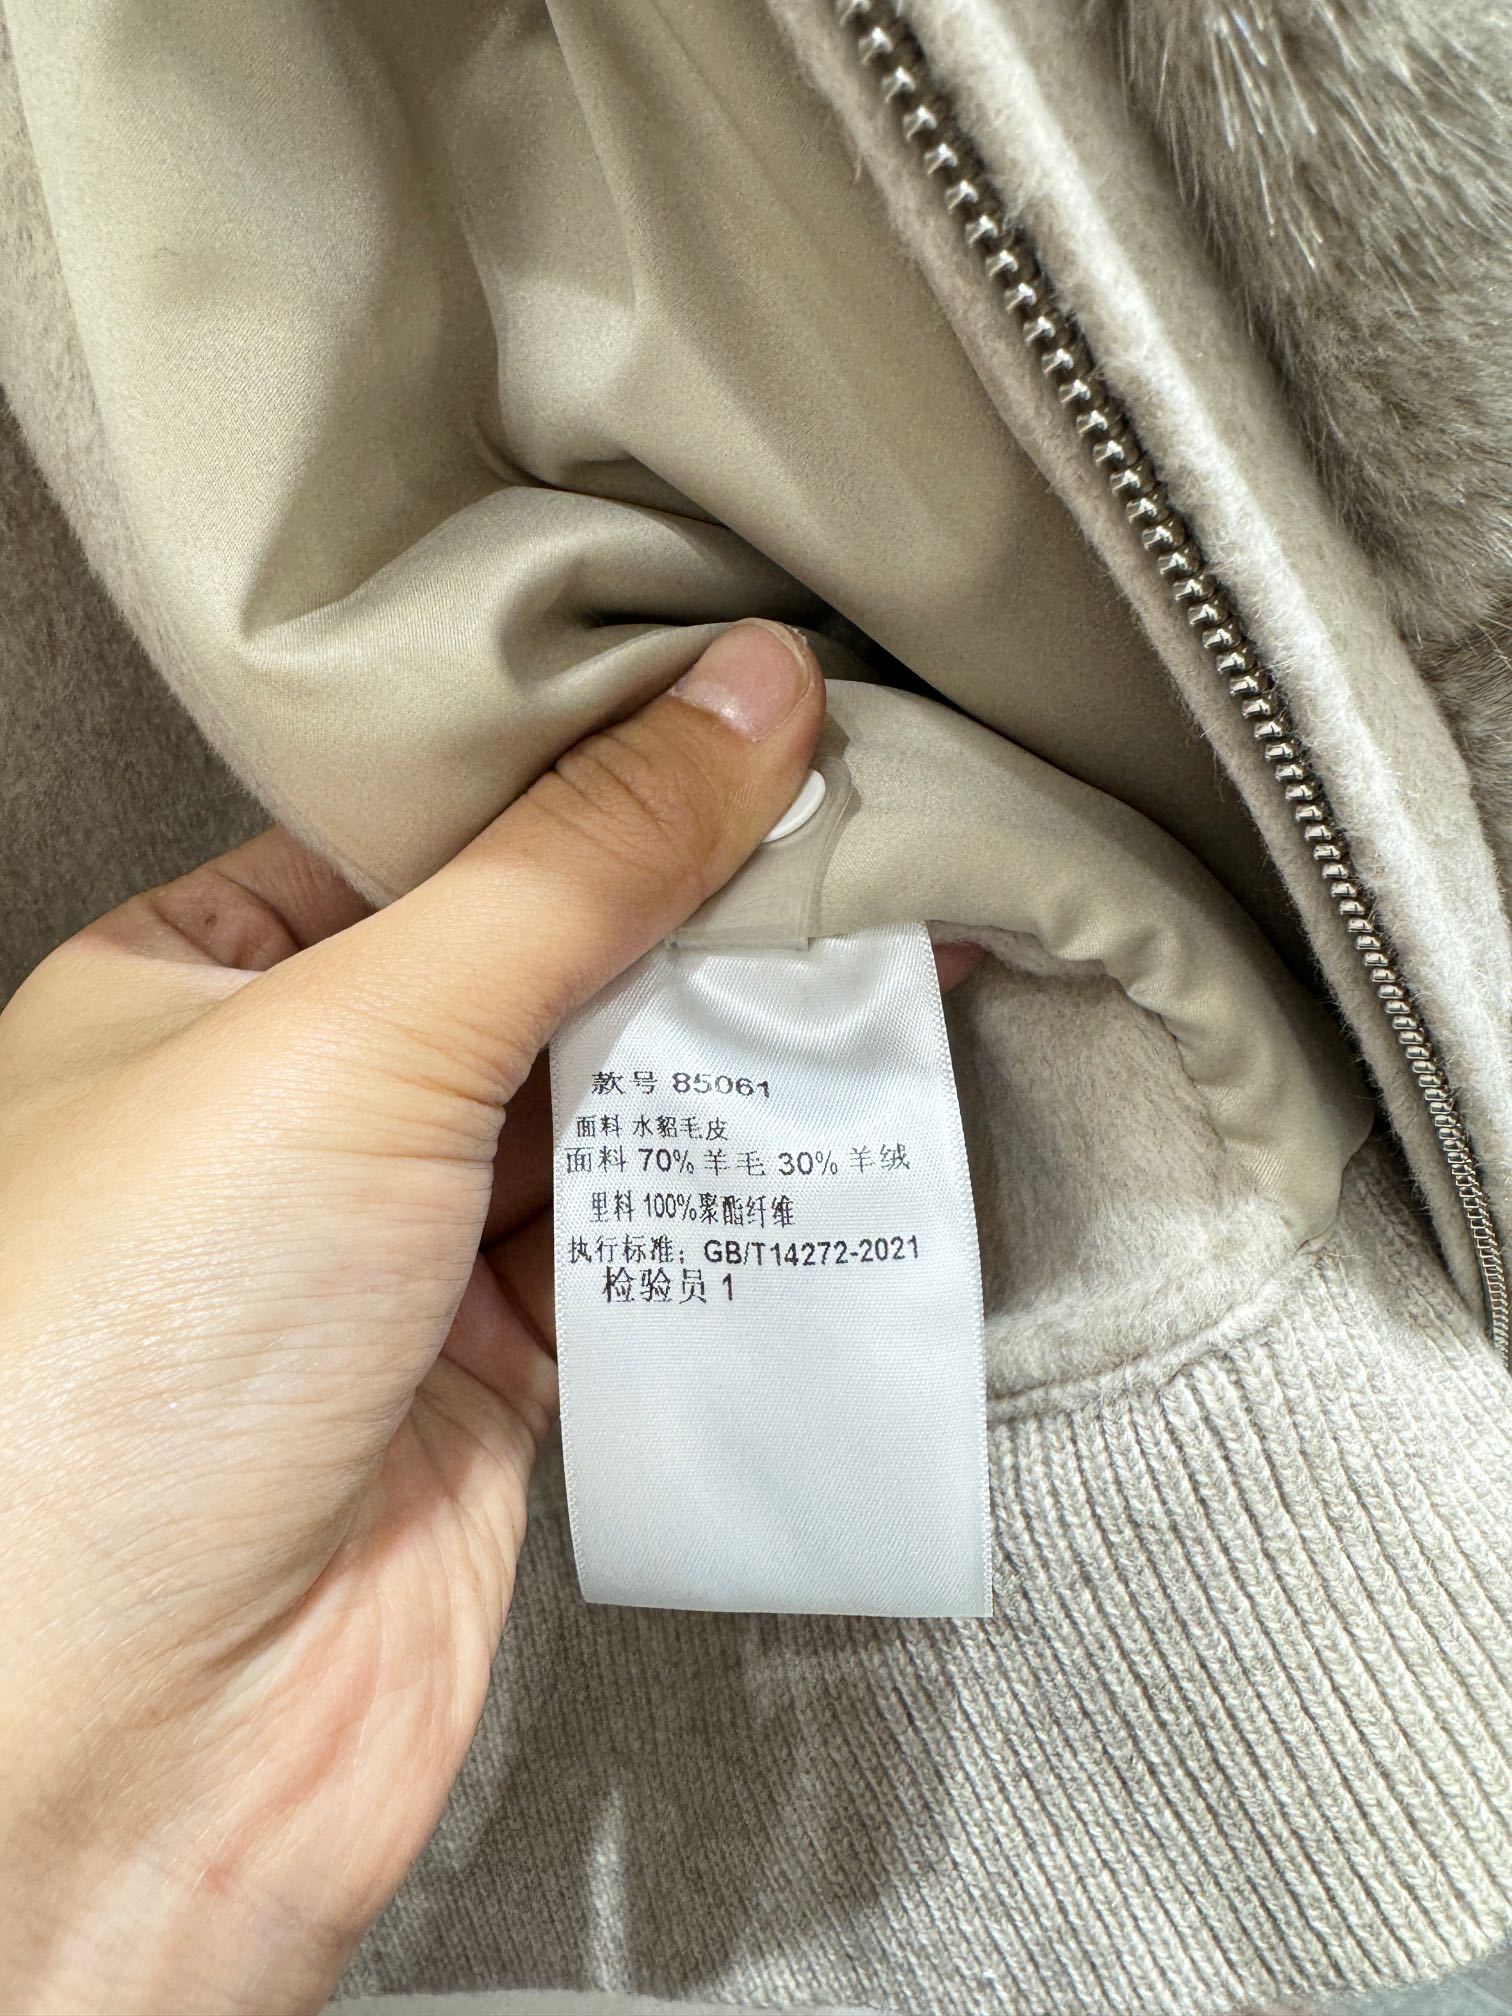 款号 85061
面料 水貂毛皮
面料 70% 羊毛 30% 羊绒
里料 100%聚酯纤维
执行标准：GB/T14272-2021
检验员 1